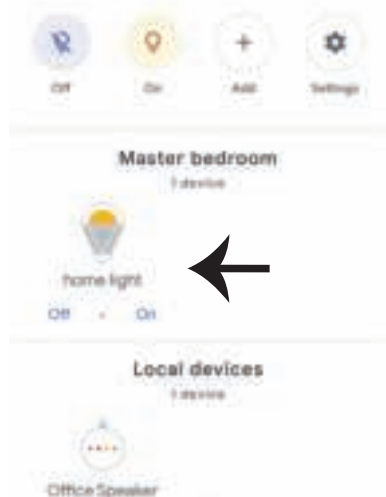 Off On Add Settings
Master bedroom
1 device
home light
Off - On
Local devices
1 device
Office Speaker